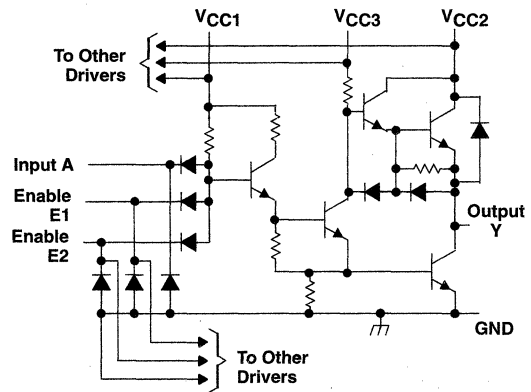 VCC1
VCC3
VCC2
To Other
Drivers
Input A
Enable
E1
Enable
E2
Output
Y
GND
To Other
Drivers